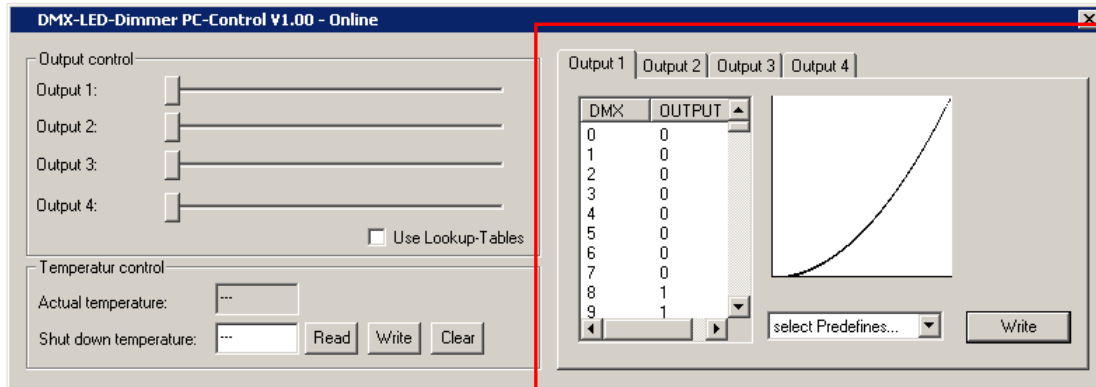 DMX-LED-Dimmer PC-Control V1.00 - Online
Output control
Output 1:
Output 2:
Output 3:
Output 4:
Use Lookup-Tables
Temperatur control
Actual temperature: ---
Shut down temperature: --- Read Write Clear
Output 1 Output 2 Output 3 Output 4
DMX OUTPUT
0 0
1 0
2 0
3 0
4 0
5 0
6 0
7 0
8 1
9 1
select Predefines... Write